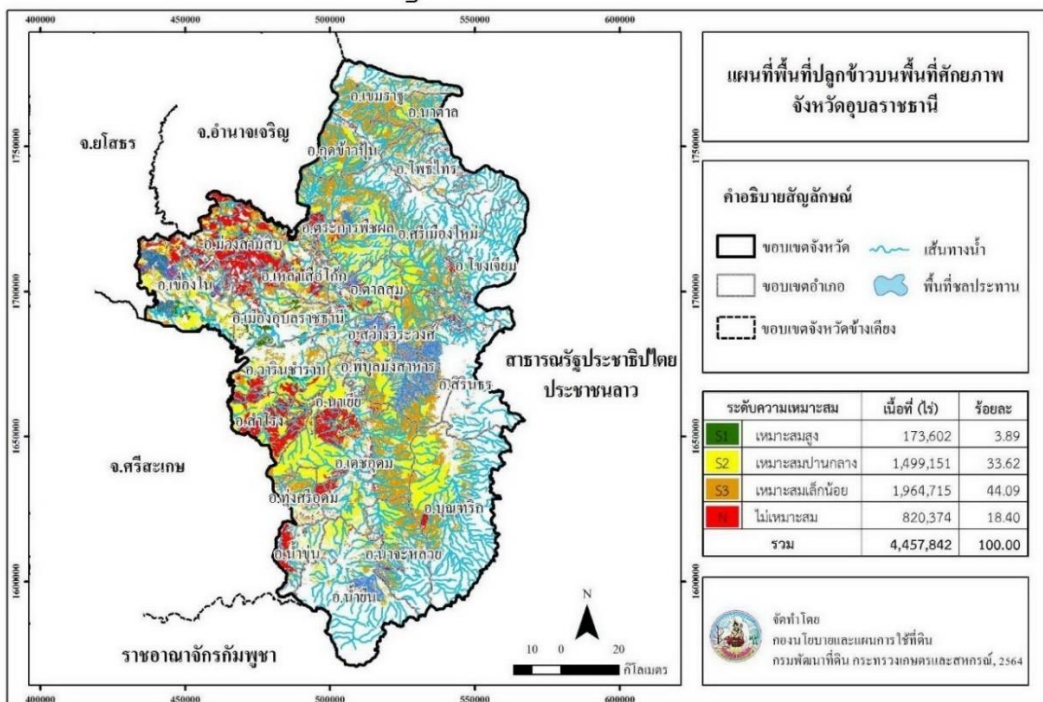 400000 450000 500000 550000 600000
แผนที่พื้นที่ปลูกข้าวบนพื้นที่ศักยภาพ
จังหวัดอุบลราชธานี
จ.ยโสธร
จ.อำนาจเจริญ
จ.ศรีสะเกษ
ราชอาณาจักรกัมพูชา
สาธารณรัฐประชาธิปไตย
ประชาชนลาว
อ.เขมราฐ
อ.นาตาล
อ.กุดข้าวปุ้น
อ.โพธิ์ไทร
อ.ตระการพืชผล
อ.ศรีเมืองใหม่
อ.ม่วงสามสิบ
อ.โขงเจียม
อ.เหล่าเสือโก้ก
อ.เขื่องใน
อ.ตาลสุม
อ.เมืองอุบลราชธานี
อ.สว่างวีระวงศ์
อ.วารินชำราบ
อ.พิบูลมังสาหาร
อ.สิรินธร
อ.นาเยีย
อ.สำโรง
อ.เดชอุดม
อ.ทุ่งศรีอุดม
อ.บุณฑริก
อ.น้ำขุ่น
อ.นาจะหลวย
อ.น้ำยืน
1750000
1700000
1650000
1600000
1750000
1700000
1650000
1600000
N
10 0 20
กิโลเมตร
400000 450000 500000 550000 600000
คำอธิบายสัญลักษณ์
ขอบเขตจังหวัด เส้นทางน้ำ
ขอบเขตอำเภอ พื้นที่ชลประทาน
ขอบเขตจังหวัดข้างเคียง
ระดับความเหมาะสม เนื้อที่ (ไร่) ร้อยละ
S1 เหมาะสมสูง 173,602 3.89
S2 เหมาะสมปานกลาง 1,499,151 33.62
S3 เหมาะสมเล็กน้อย 1,964,715 44.09
N ไม่เหมาะสม 820,374 18.40
รวม 4,457,842 100.00
จัดทำโดย
กองนโยบายและแผนการใช้ที่ดิน
กรมพัฒนาที่ดิน กระทรวงเกษตรและสหกรณ์, 2564